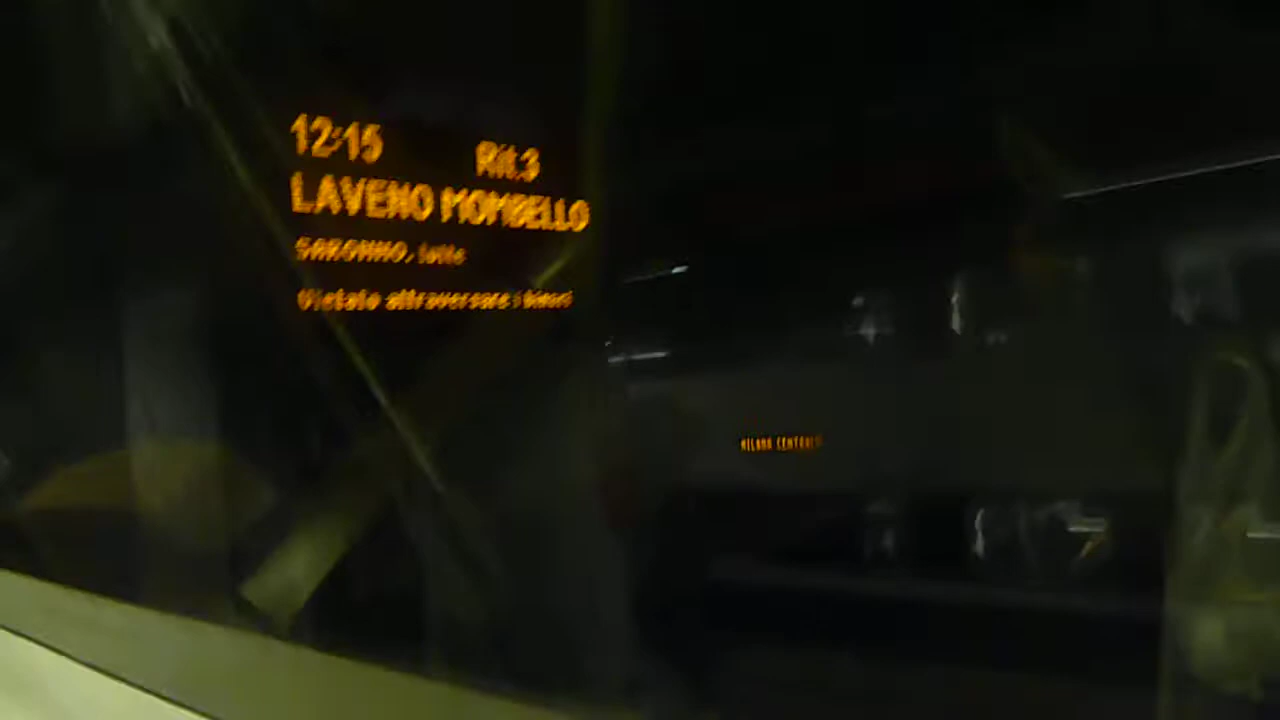 12:15 Rit.3
LAVENO MOMBELLO
SARONNO, tutte
Vietato attraversare i binari
MILANO CENTRALE